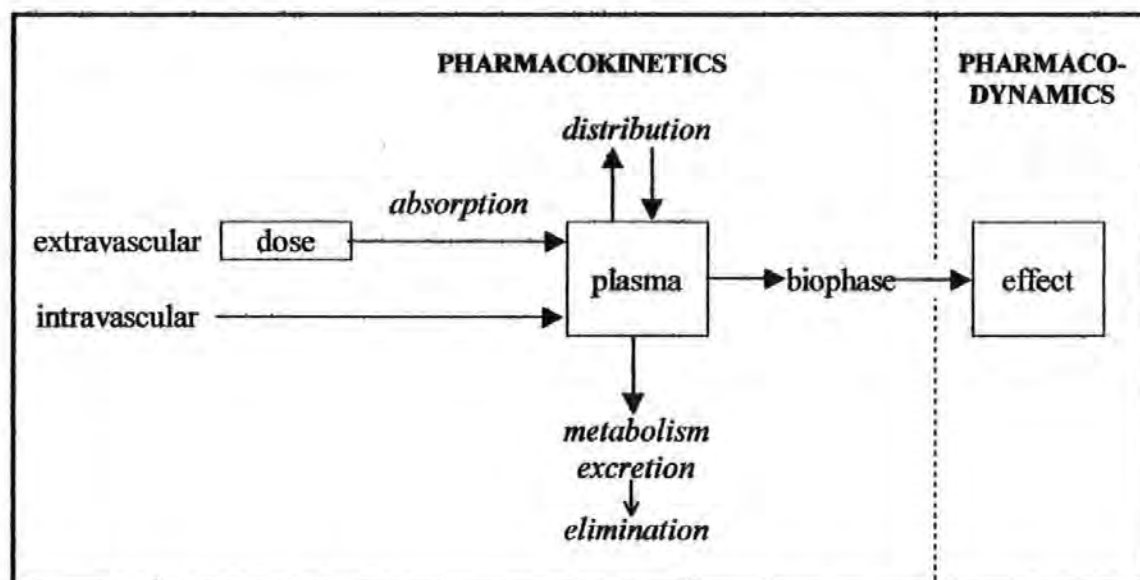 PHARMACOKINETICS
PHARMACO-
DYNAMICS
distribution
absorption
extravascular
dose
plasma
biophase
effect
intravascular
metabolism
excretion
elimination